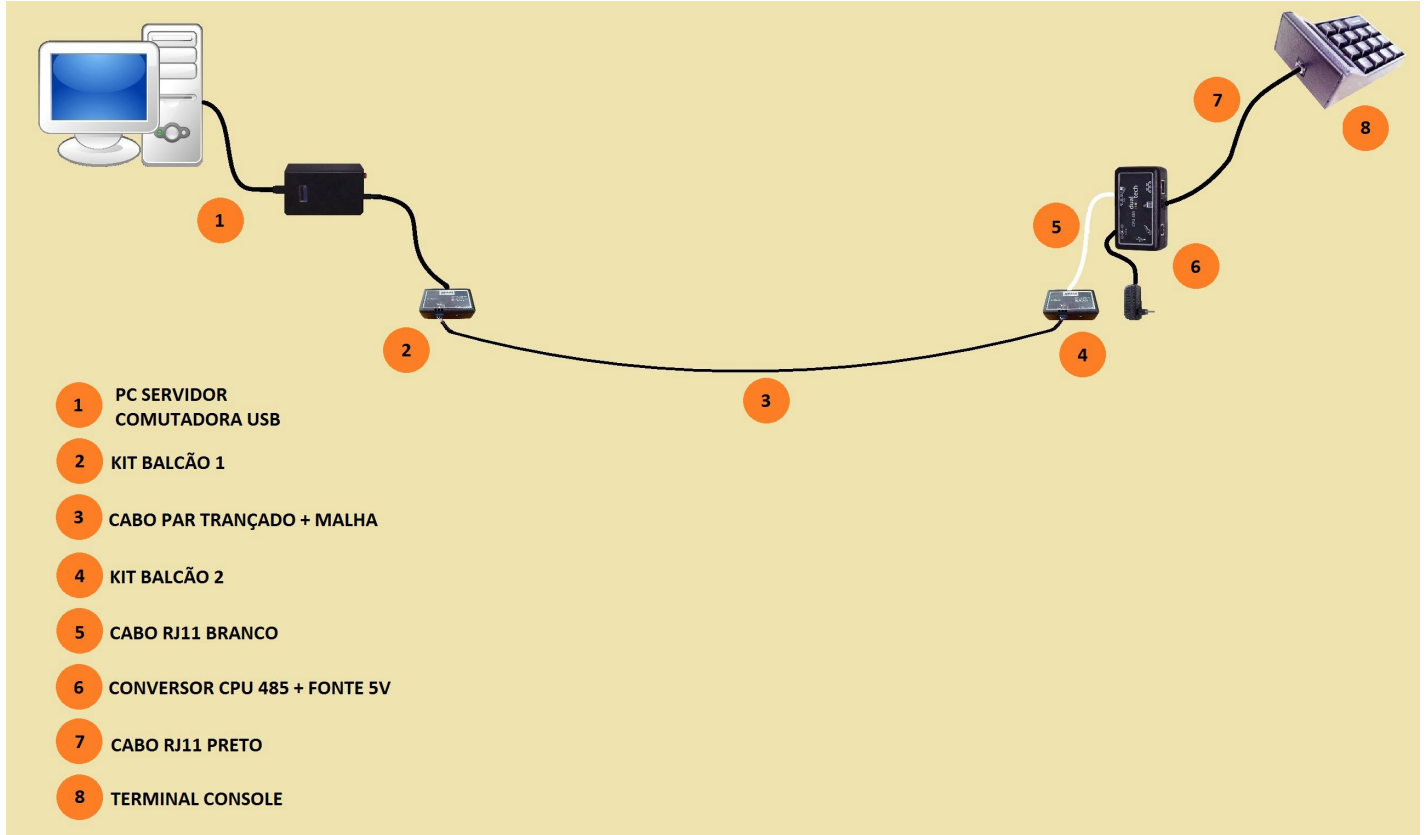 7
8
1
5
dual tech
6
2
4
3
1 PC SERVIDOR
COMUTADORA USB
2 KIT BALCÃO 1
3 CABO PAR TRANÇADO + MALHA
4 KIT BALCÃO 2
5 CABO RJ11 BRANCO
6 CONVERSOR CPU 485 + FONTE 5V
7 CABO RJ11 PRETO
8 TERMINAL CONSOLE